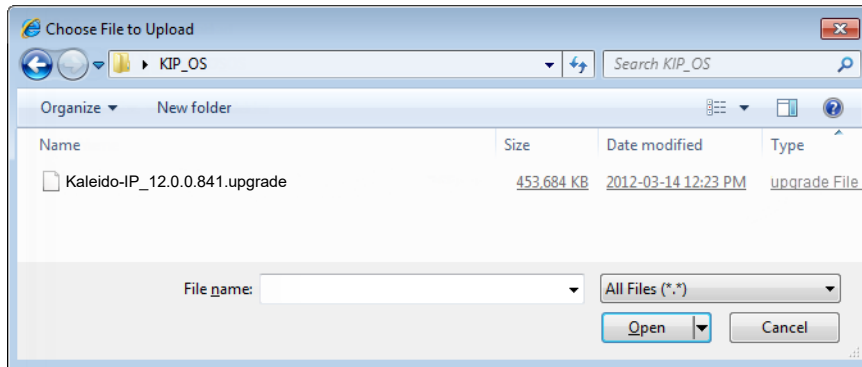 Choose File to Upload
KIP_OS
Search KIP_OS
Organize New folder
Name Size Date modified Type
Kaleido-IP_12.0.0.841.upgrade 453,684 KB 2012-03-14 12:23 PM upgrade File
File name: All Files (*.*)
Open Cancel